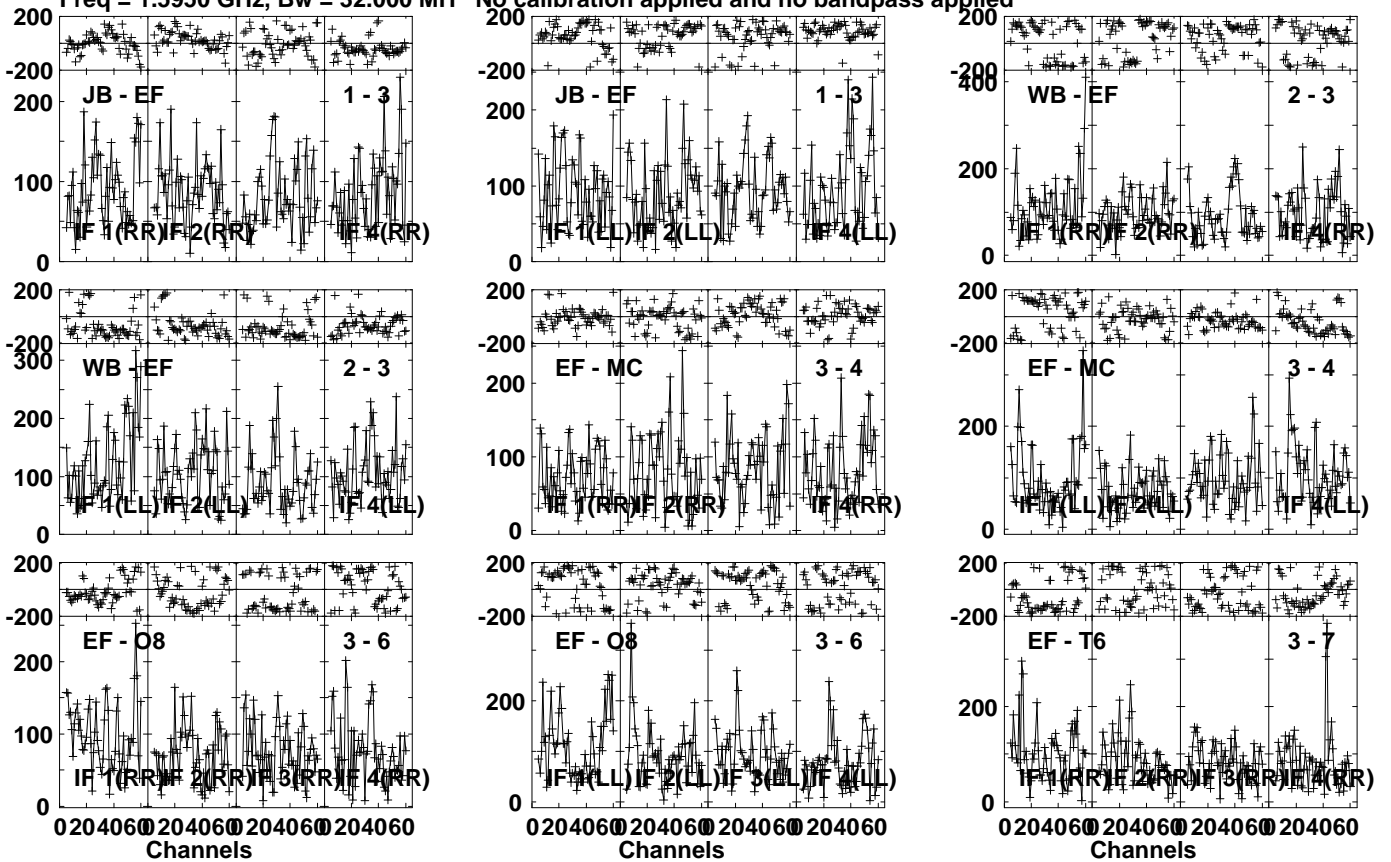 Freq = 1.5950 GHz, Bw = 32.000 MH No calibration applied and no bandpass applied
200 200 200
-200 -200 -200
JB - EF 1 - 3 JB - EF 1 - 3 WB - EF 2 - 3
200 200 400
100 100 200
IF 1(RR) IF 2(RR) IF 4(RR) IF 1(LL) IF 2(LL) IF 4(LL) IF 1(RR) IF 2(RR) IF 4(RR)
0 0 0
200 200 200
-200 -200 -200
WB - EF 2 - 3 EF - MC 3 - 4 EF - MC 3 - 4
300 200 200
200 100
100
IF 1(LL) IF 2(LL) IF 4(LL) IF 1(RR) IF 2(RR) IF 4(RR) IF 1(LL) IF 2(LL) IF 4(LL)
0 0 0
200 200 200
-200 -200 -200
EF - O8 3 - 6 EF - O8 3 - 6 EF - T6 3 - 7
200 200 200
100
IF 1(RR) IF 2(RR) IF 3(RR) IF 4(RR) IF 1(LL) IF 2(LL) IF 3(LL) IF 4(LL) IF 1(RR) IF 2(RR) IF 3(RR) IF 4(RR)
0 0 0
0 20 40 60 0 20 40 60 0 20 40 60 0 20 40 60 0 20 40 60 0 20 40 60 0 20 40 60 0 20 40 60 0 20 40 60 0 20 40 60 0 20 40 60 0 20 40 60
Channels Channels Channels